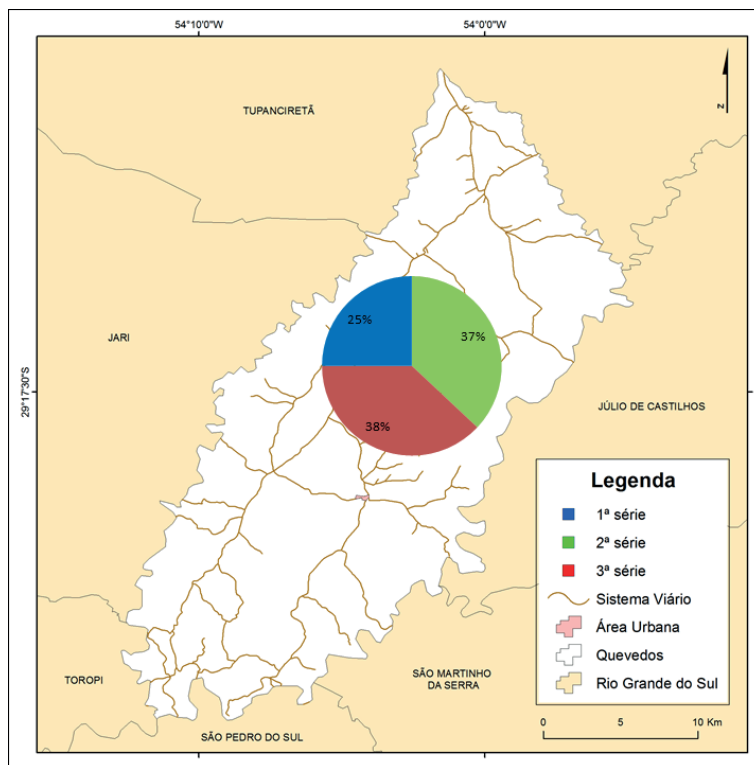 54°10'0"W
54°0'0"W
TUPANCIRETÃ
N
25%
37%
JARI
29°17'30"S
JÚLIO DE CASTILHOS
38%
Legenda
1ª série
2ª série
3ª série
Sistema Viário
Área Urbana
Quevedos
Rio Grande do Sul
SÃO MARTINHO
DA SERRA
TOROPI
0 5 10 Km
SÃO PEDRO DO SUL